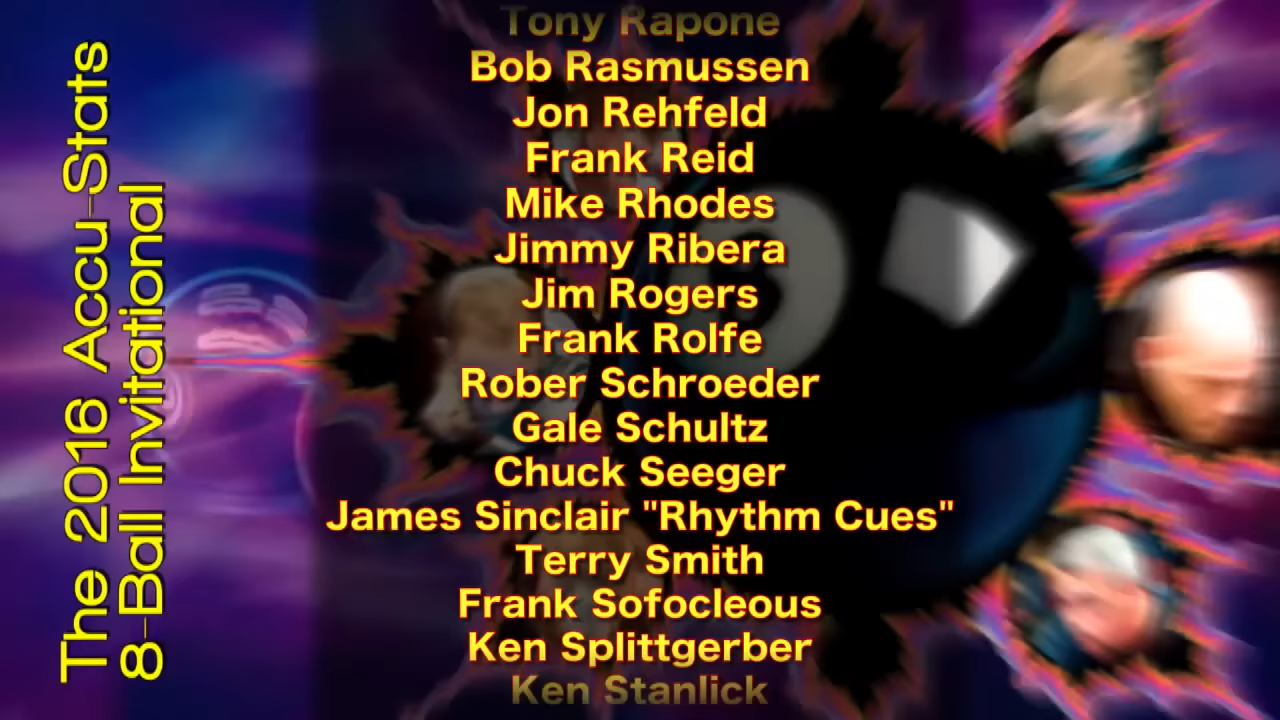 The 2016 Accu-Stats
8-Ball Invitational
Tony Rapone
Bob Rasmussen
Jon Rehfeld
Frank Reid
Mike Rhodes
Jimmy Ribera
Jim Rogers
Frank Rolfe
Rober Schroeder
Gale Schultz
Chuck Seeger
James Sinclair "Rhythm Cues"
Terry Smith
Frank Sofocleous
Ken Splittgerber
Ken Stanlick